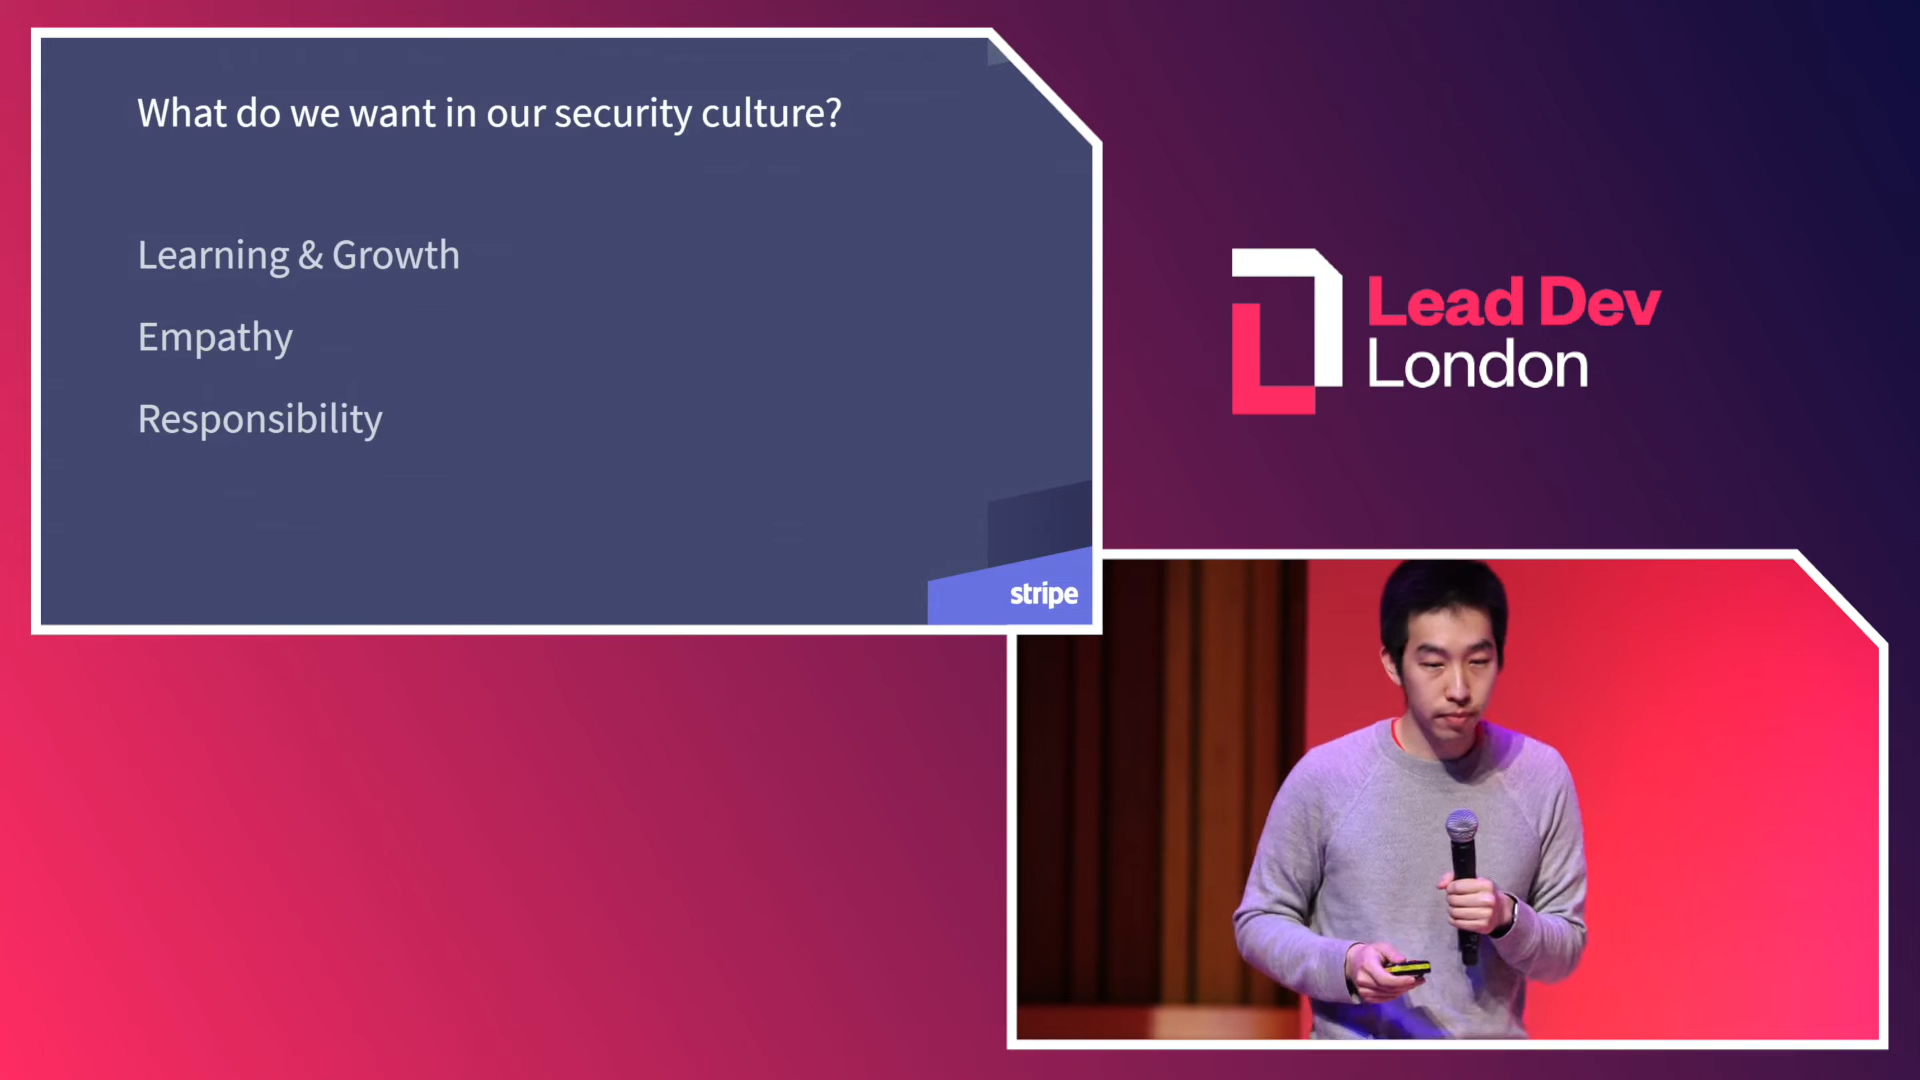 What do we want in our security culture?
Learning & Growth
Empathy
Responsibility
stripe
Lead Dev
London